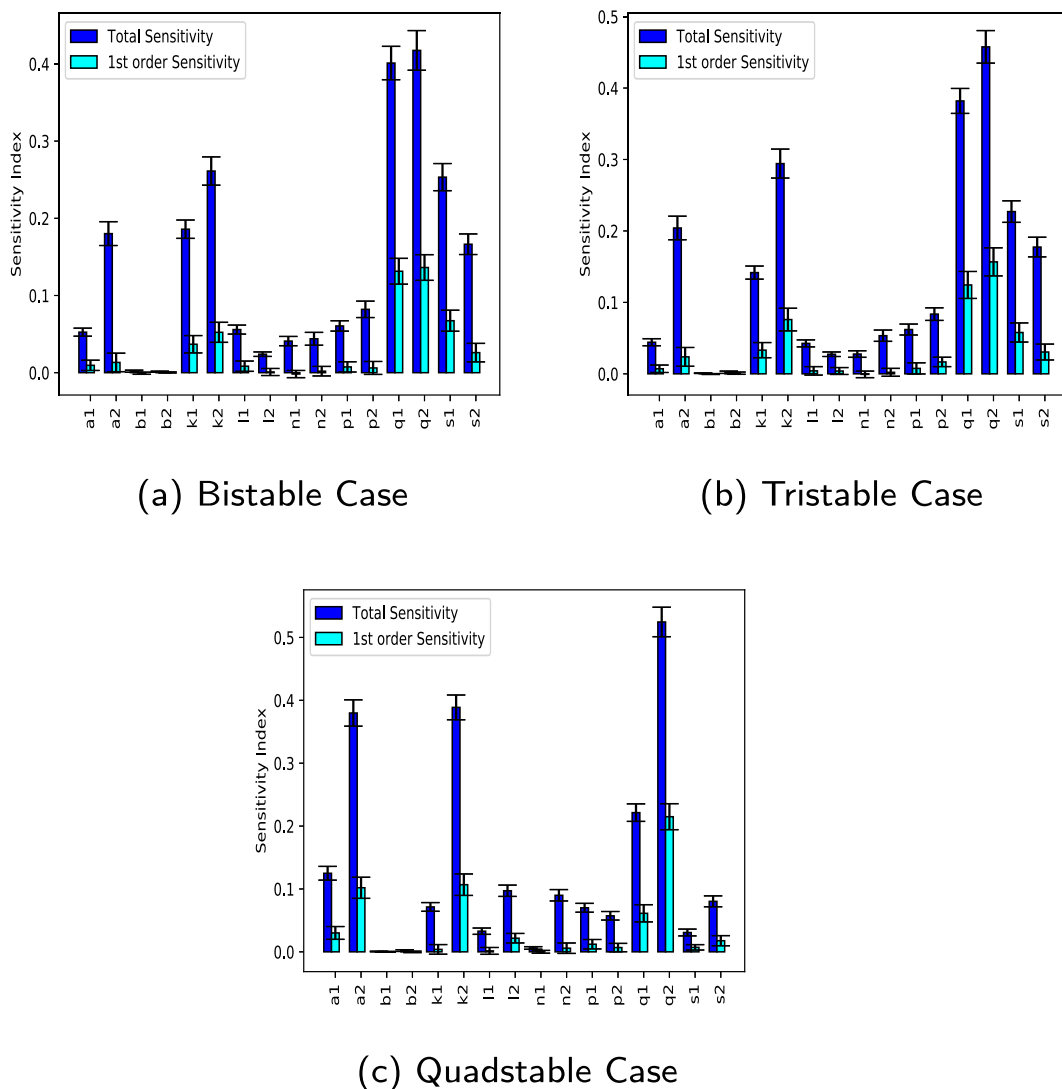 Total Sensitivity
1st order Sensitivity
Sensitivity Index
0.4
0.3
0.2
0.1
0.0
a1 a2 b1 b2 k1 k2 l1 l2 n1 n2 p1 p2 q1 q2 s1 s2
(a) Bistable Case
Total Sensitivity
1st order Sensitivity
Sensitivity Index
0.5
0.4
0.3
0.2
0.1
0.0
a1 a2 b1 b2 k1 k2 l1 l2 n1 n2 p1 p2 q1 q2 s1 s2
(b) Tristable Case
Total Sensitivity
1st order Sensitivity
Sensitivity Index
0.5
0.4
0.3
0.2
0.1
0.0
a1 a2 b1 b2 k1 k2 l1 l2 n1 n2 p1 p2 q1 q2 s1 s2
(c) Quadstable Case